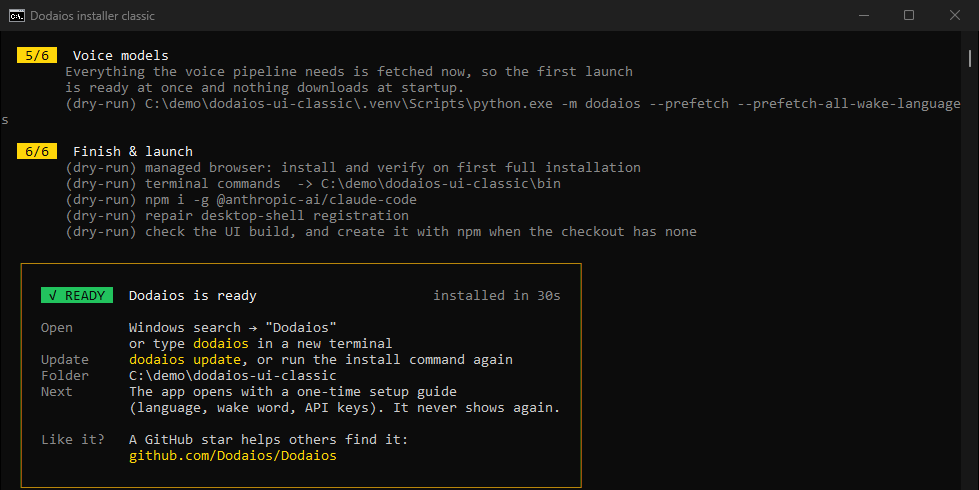 Dodaios installer classic
5/6 Voice models
Everything the voice pipeline needs is fetched now, so the first launch
is ready at once and nothing downloads at startup.
(dry-run) C:\demo\dodaios-ui-classic\.venv\Scripts\python.exe -m dodaios --prefetch --prefetch-all-wake-language
s
6/6 Finish & launch
(dry-run) managed browser: install and verify on first full installation
(dry-run) terminal commands -> C:\demo\dodaios-ui-classic\bin
(dry-run) npm i -g @anthropic-ai/claude-code
(dry-run) repair desktop-shell registration
(dry-run) check the UI build, and create it with npm when the checkout has none
√ READY Dodaios is ready installed in 30s
Open Windows search → "Dodaios"
or type dodaios in a new terminal
Update dodaios update, or run the install command again
Folder C:\demo\dodaios-ui-classic
Next The app opens with a one-time setup guide
(language, wake word, API keys). It never shows again.
Like it? A GitHub star helps others find it:
github.com/Dodaios/Dodaios